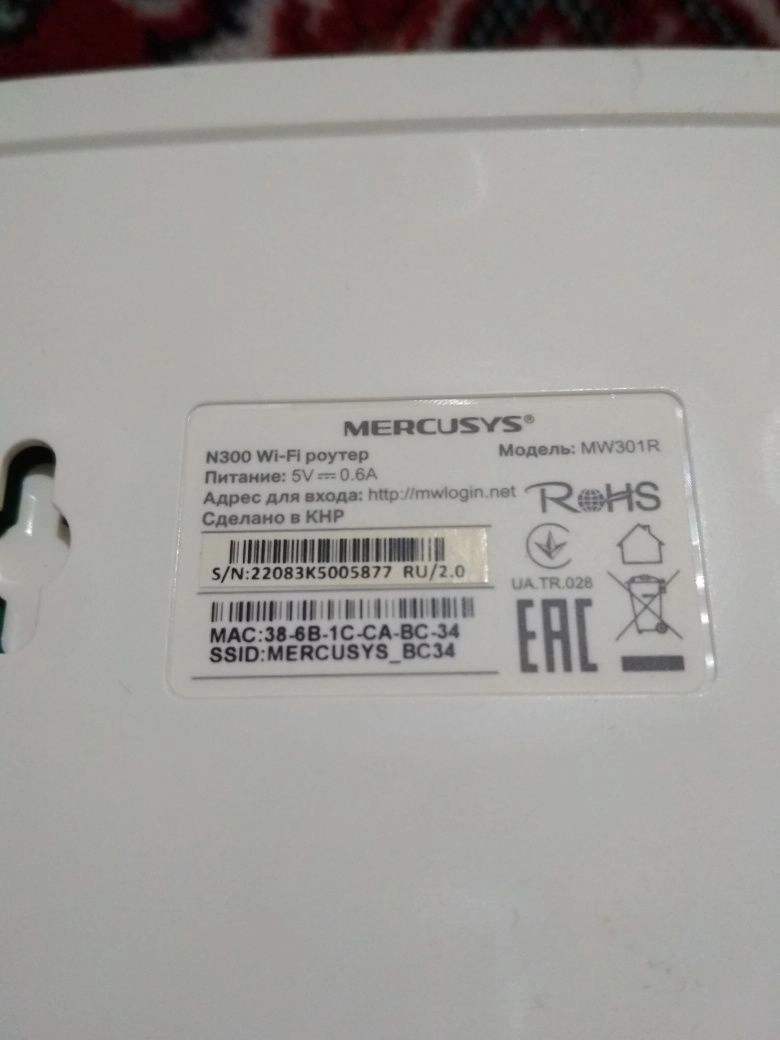 MERCUSYS®
N300 Wi-Fi роутер
Модель: MW301R
Питание: 5V⎓0.6A
Адрес для входа: http://mwlogin.net
Сделано в КНР
RoHS
S/N:22083K5005877 RU/2.0
UA.TR.028
MAC:38-6B-1C-CA-BC-34
SSID:MERCUSYS_BC34
EAC